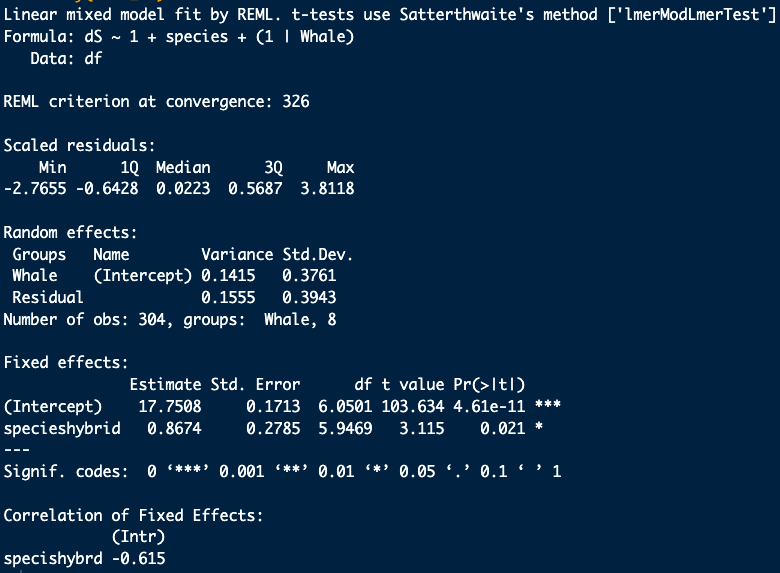 Linear mixed model fit by REML. t-tests use Satterthwaite's method ['lmerModLmerTest']
Formula: dS ~ 1 + species + (1 | Whale)
   Data: df

REML criterion at convergence: 326

Scaled residuals:
    Min      1Q  Median      3Q     Max
-2.7655 -0.6428  0.0223  0.5687  3.8118

Random effects:
 Groups   Name        Variance Std.Dev.
 Whale    (Intercept) 0.1415   0.3761
 Residual             0.1555   0.3943
Number of obs: 304, groups:  Whale, 8

Fixed effects:
              Estimate Std. Error      df t value Pr(>|t|)
(Intercept)    17.7508     0.1713  6.0501 103.634 4.61e-11 ***
specieshybrid   0.8674     0.2785  5.9469   3.115    0.021 *
---
Signif. codes:  0 ‘***’ 0.001 ‘**’ 0.01 ‘*’ 0.05 ‘.’ 0.1 ‘ ’ 1

Correlation of Fixed Effects:
            (Intr)
specishybrd -0.615